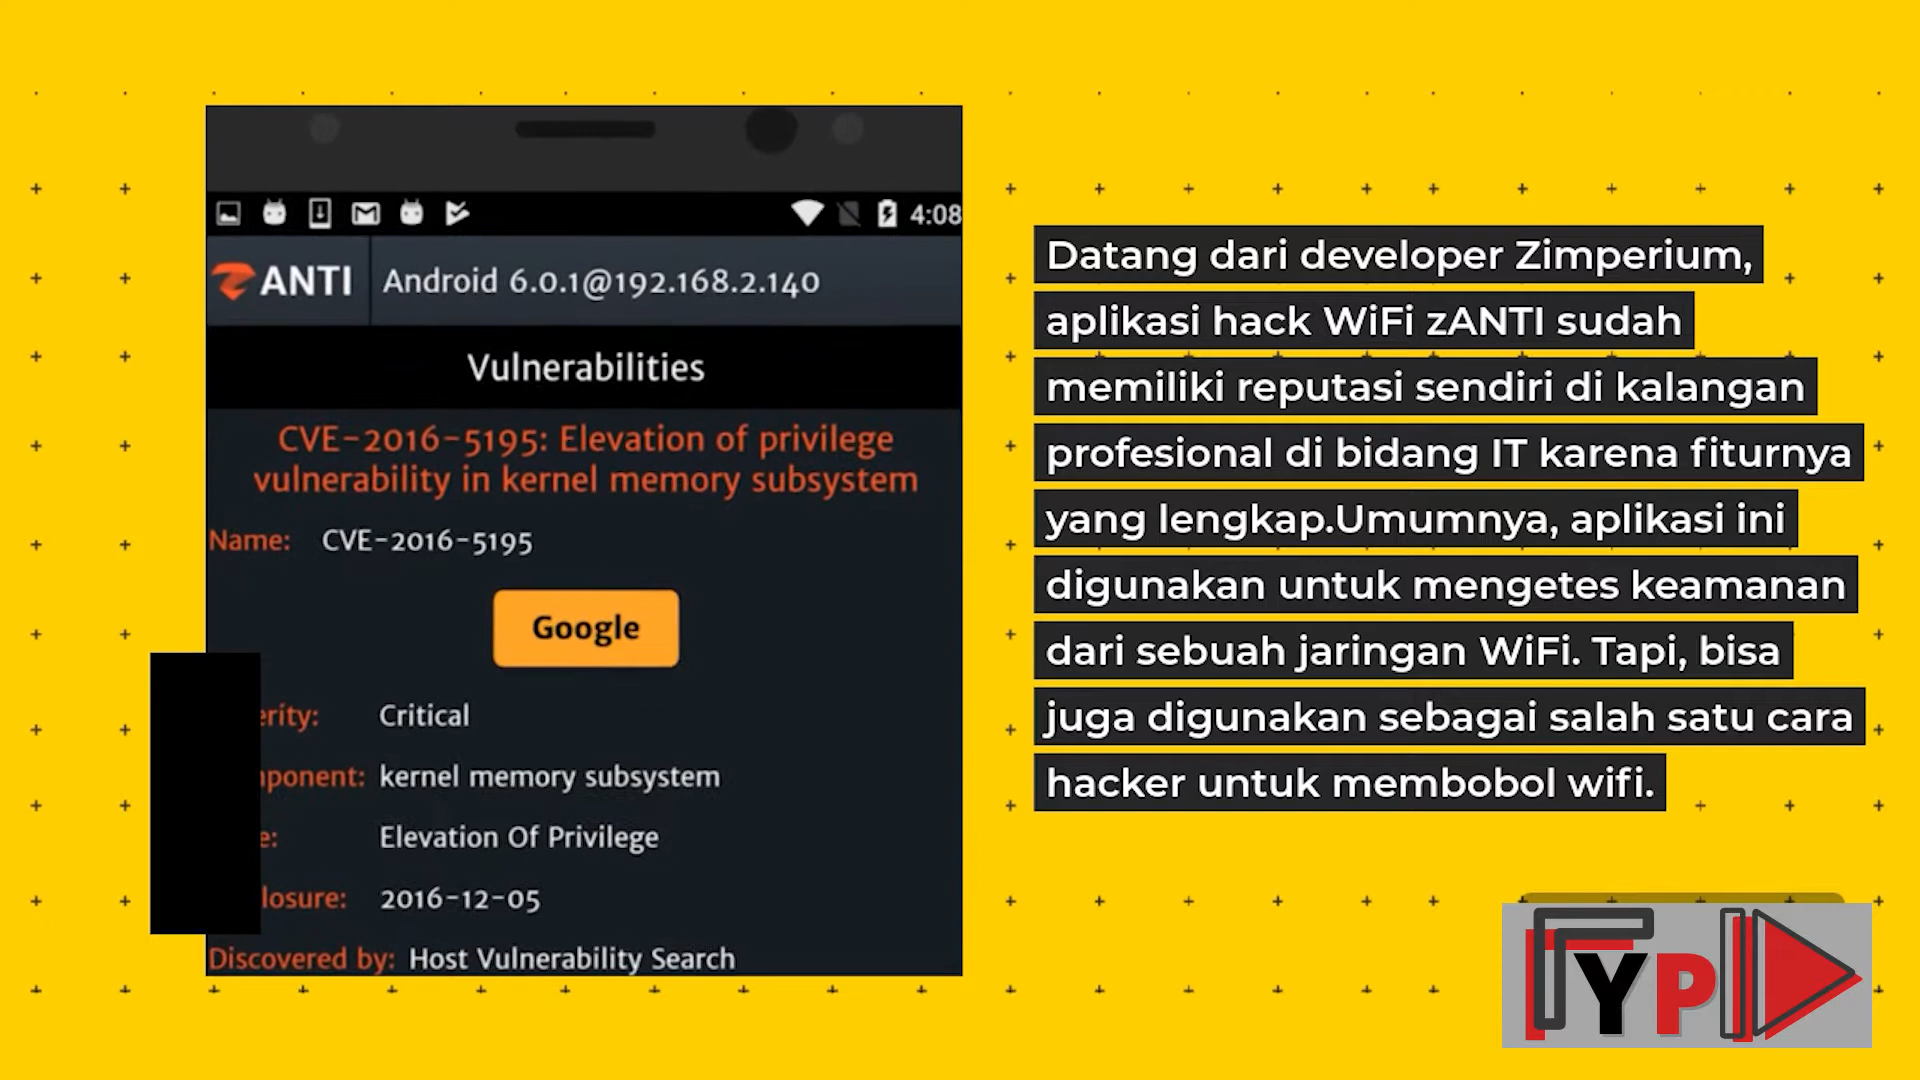 4:08
ANTI
Android 6.0.1@192.168.2.140
Vulnerabilities
CVE-2016-5195: Elevation of privilege
vulnerability in kernel memory subsystem
Name: CVE-2016-5195
Google
erity: Critical
ponent: kernel memory subsystem
e: Elevation Of Privilege
losure: 2016-12-05
Discovered by: Host Vulnerability Search
Datang dari developer Zimperium,
aplikasi hack WiFi zANTI sudah
memiliki reputasi sendiri di kalangan
profesional di bidang IT karena fiturnya
yang lengkap.Umumnya, aplikasi ini
digunakan untuk mengetes keamanan
dari sebuah jaringan WiFi. Tapi, bisa
juga digunakan sebagai salah satu cara
hacker untuk membobol wifi.
YP